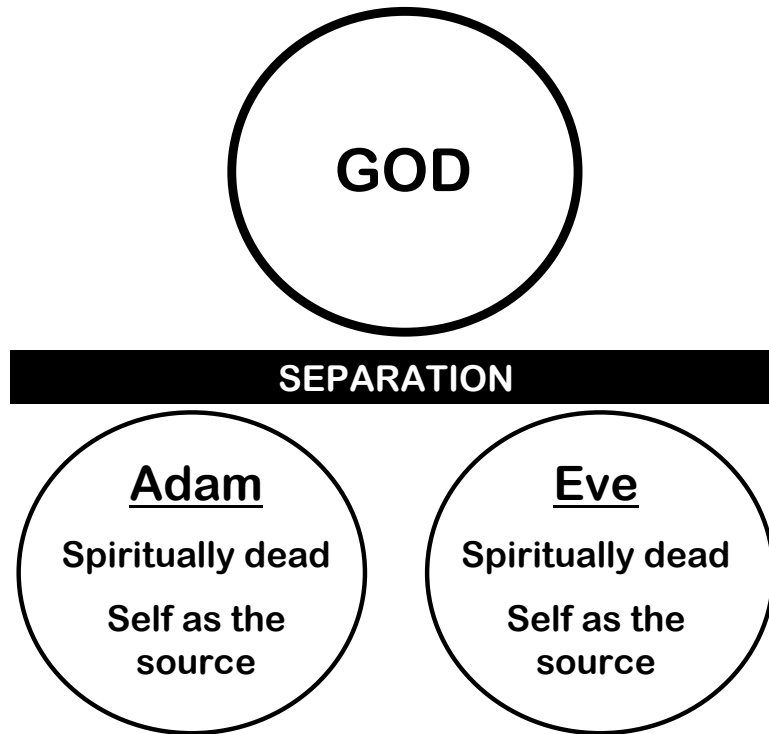 GOD
SEPARATION
Adam
Spiritually dead
Self as the
source
Eve
Spiritually dead
Self as the
source